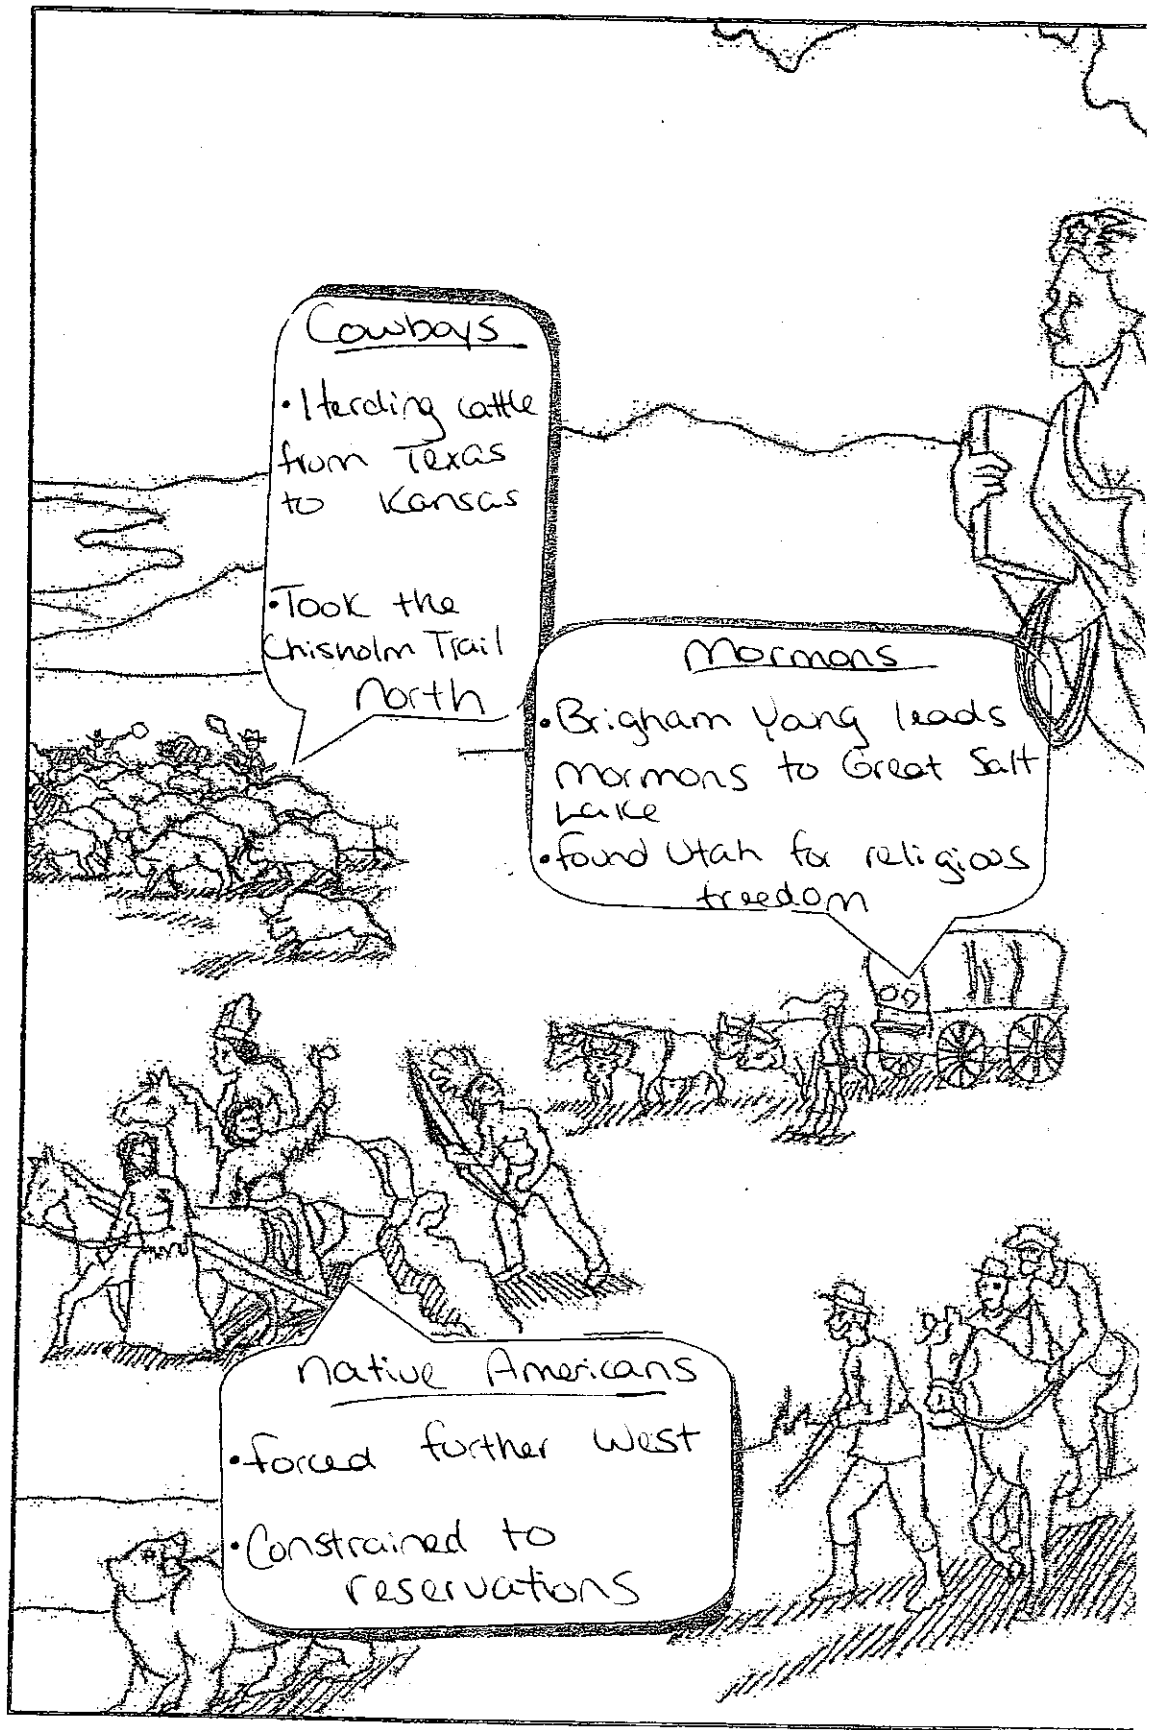 Cowboys
• Herding cattle
from Texas
to Kansas
• Took the
Chisholm Trail
North
Mormons
• Brigham Yang leads
Mormons to Great Salt
Lake
• found Utah for religious
freedom
Native Americans
• forced further West
• Constrained to
reservations